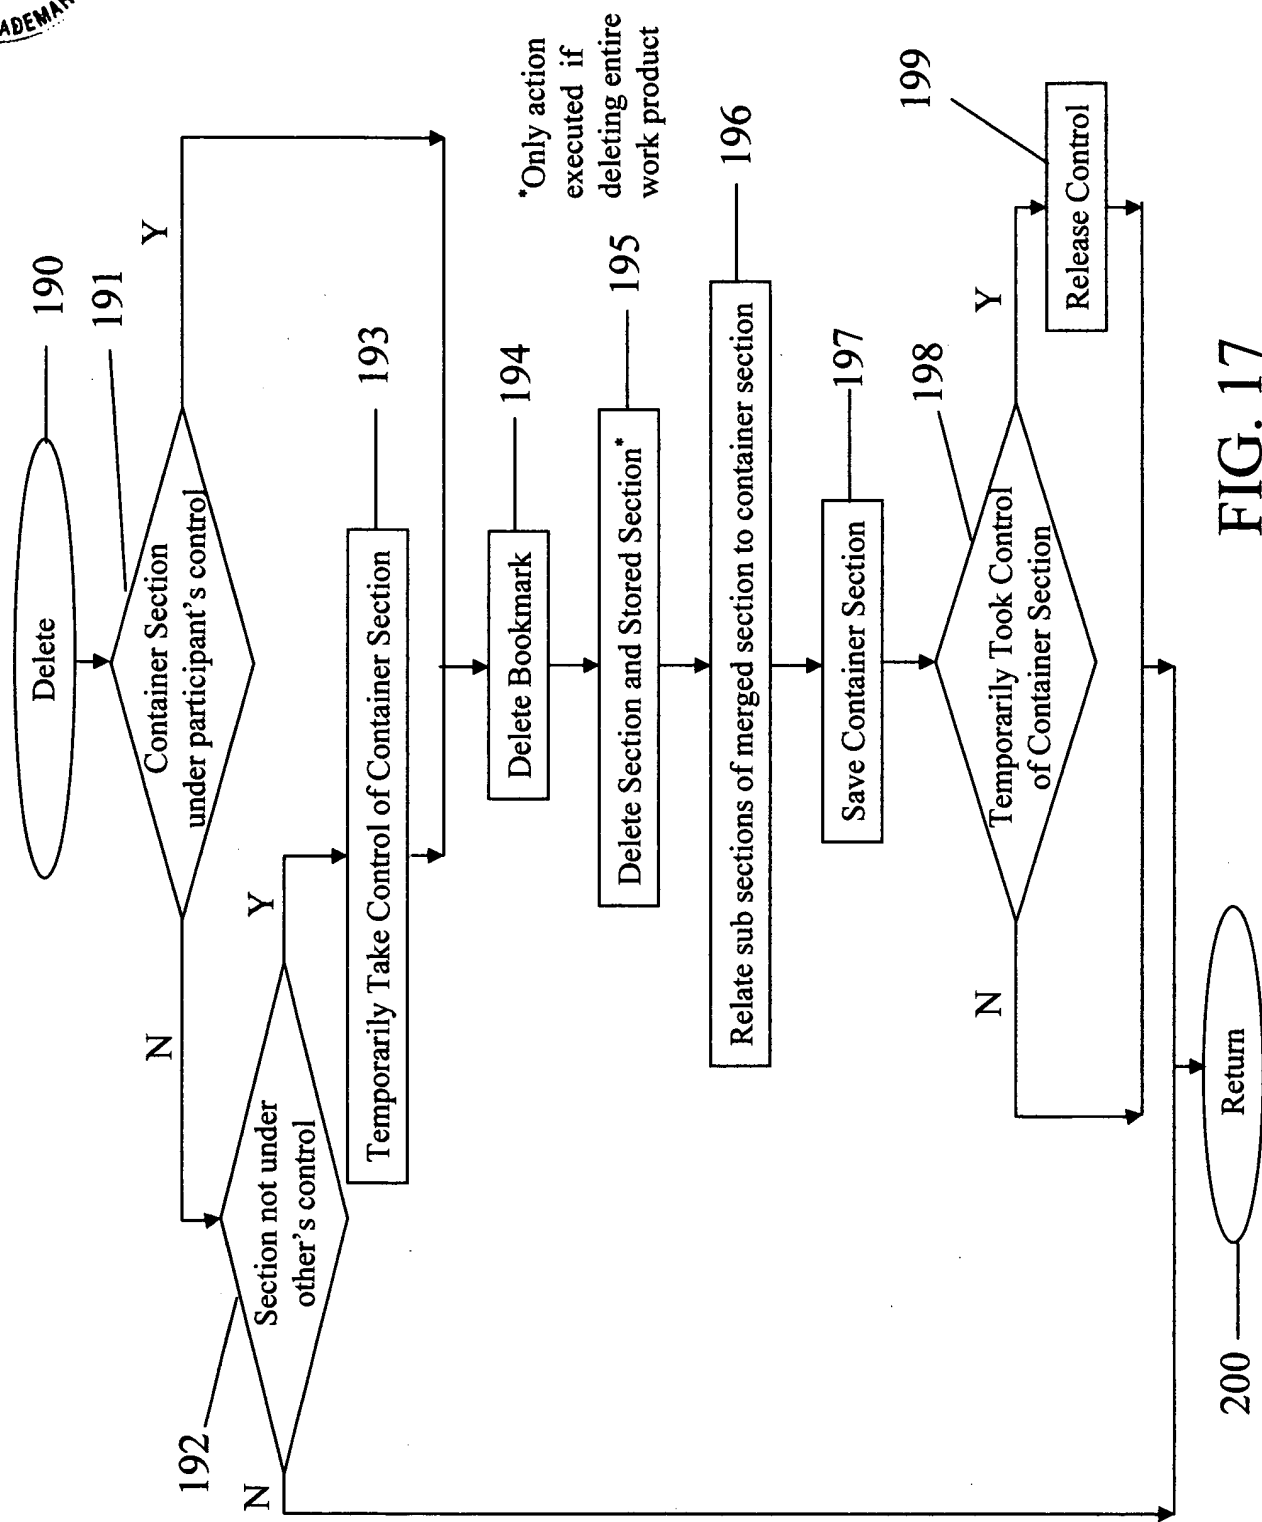 ADEMAR
Delete
190
191
Container Section
under participant's control
Y
N
192
Section not under
other's control
Y
N
Temporarily Take Control of Container Section
193
Delete Bookmark
194
Delete Section and Stored Section*
195
*Only action
executed if
deleting entire
work product
Relate sub sections of merged section to container section
196
Save Container Section
197
Temporarily Took Control
of Container Section
198
Y
N
Release Control
199
Return
200
FIG. 17